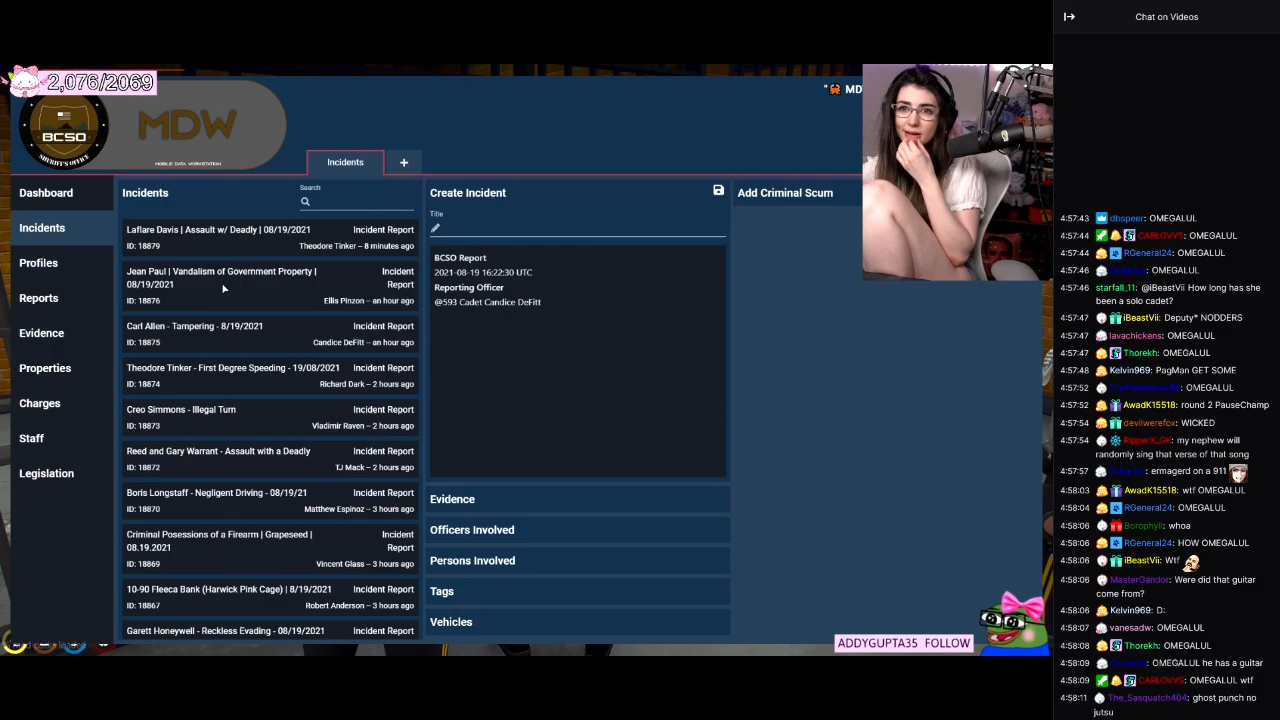 Chat on Videos
2,076/2069
BCSO
SHERIFF'S OFFICE
MDW
MOBILE DATA WORKSTATION
" 🦀 MDW
Incidents
+
Dashboard
Incidents
Profiles
Reports
Evidence
Properties
Charges
Staff
Legislation
Incidents
Search
Laflare Davis | Assault w/ Deadly | 08/19/2021
ID: 18879 Theodore Tinker - 8 minutes ago
Jean Paul | Vandalism of Government Property | Incident
08/19/2021 Report
ID: 18876 Ellis Pinzon - an hour ago
Carl Allen - Tampering - 8/19/2021 Incident Report
ID: 18875 Candice DeFitt - an hour ago
Theodore Tinker - First Degree Speeding - 19/08/2021 Incident Report
ID: 18874 Richard Dark - 2 hours ago
Creo Simmons - Illegal Turn Incident Report
ID: 18873 Vladimir Raven - 2 hours ago
Reed and Gary Warrant - Assault with a Deadly Incident Report
ID: 18872 TJ Mack - 2 hours ago
Boris Longstaff - Negligent Driving - 08/19/21 Incident Report
ID: 18870 Matthew Espinoz - 3 hours ago
Criminal Posessions of a Firearm | Grapeseed | Incident
08.19.2021 Report
ID: 18869 Vincent Glass - 3 hours ago
10-90 Fleeca Bank (Harwick Pink Cage) | 8/19/2021 Incident Report
ID: 18867 Robert Anderson - 3 hours ago
Garett Honeywell - Reckless Evading - 08/19/2021 Incident Report
Create Incident
Title
BCSO Report
2021-08-19 16:22:30 UTC
Reporting Officer
@593 Cadet Candice DeFitt
Evidence
Officers Involved
Persons Involved
Tags
Vehicles
Add Criminal Scum
ADDYGUPTA35 FOLLOW
4:57:43 dbspeer: OMEGALUL
4:57:44 CARLOVVS: OMEGALUL
4:57:44 RGeneral24: OMEGALUL
4:57:46 OMEGALUL
4:57:46 starfall_11: @iBeastVii How long has she
been a solo cadet?
4:57:47 iBeastVii: Deputy* NODDERS
4:57:47 lavachickens: OMEGALUL
4:57:47 Thorekh: OMEGALUL
4:57:48 Kelvin969: PagMan GET SOME
4:57:52 OMEGALUL
4:57:52 AwadK15518: round 2 PauseChamp
4:57:54 devilwerefox: WICKED
4:57:54 RipperX_GK: my nephew will
randomly sing that verse of that song
4:57:57 ermagerd on a 911
4:58:03 AwadK15518: wtf OMEGALUL
4:58:04 RGeneral24: OMEGALUL
4:58:06 Borophyll: whoa
4:58:06 RGeneral24: HOW OMEGALUL
4:58:06 iBeastVii: Wtf
4:58:06 MasterGandor: Were did that guitar
come from?
4:58:06 Kelvin969: D:
4:58:07 vanesadw: OMEGALUL
4:58:08 Thorekh: OMEGALUL
4:58:09 OMEGALUL he has a guitar
4:58:09 CARLOVVS: OMEGALUL wtf
4:58:11 The_Sasquatch404: ghost punch no
jutsu